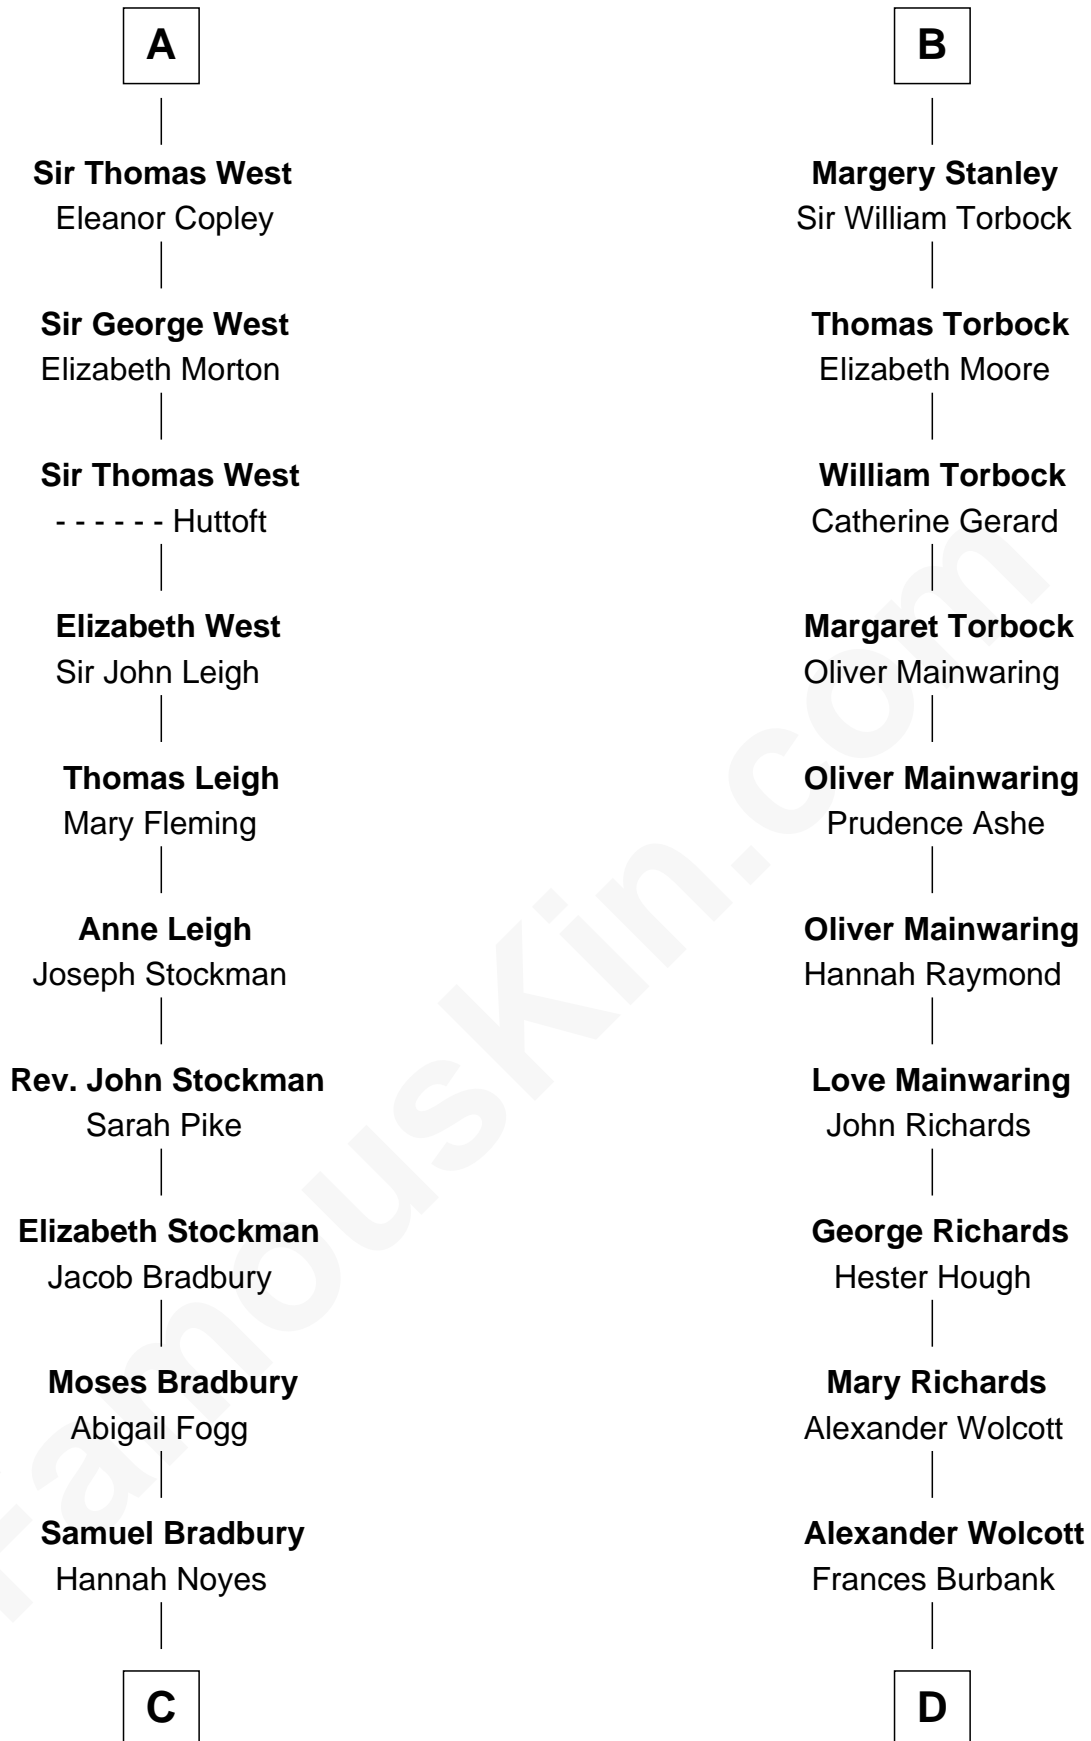 A
Sir Thomas West
Eleanor Copley
Sir George West
Elizabeth Morton
Sir Thomas West
- - - - - - Huttoft
Elizabeth West
Sir John Leigh
Thomas Leigh
Mary Fleming
Anne Leigh
Joseph Stockman
Rev. John Stockman
Sarah Pike
Elizabeth Stockman
Jacob Bradbury
Moses Bradbury
Abigail Fogg
Samuel Bradbury
Hannah Noyes
C
B
Margery Stanley
Sir William Torbock
Thomas Torbock
Elizabeth Moore
William Torbock
Catherine Gerard
Margaret Torbock
Oliver Mainwaring
Oliver Mainwaring
Prudence Ashe
Oliver Mainwaring
Hannah Raymond
Love Mainwaring
John Richards
George Richards
Hester Hough
Mary Richards
Alexander Wolcott
Alexander Wolcott
Frances Burbank
D
FamousKin.com